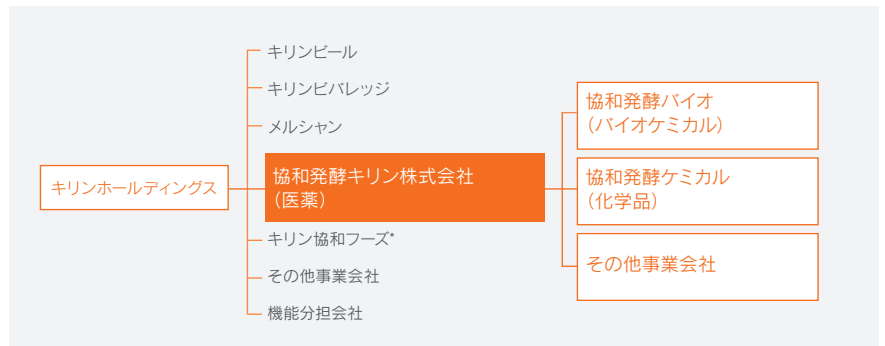 キリンホールディングス
キリンビール
キリンビバレッジ
メルシャン
協和発酵キリン株式会社
（医薬）
キリン協和フーズ*
その他事業会社
機能分担会社
協和発酵バイオ
（バイオケミカル）
協和発酵ケミカル
（化学品）
その他事業会社